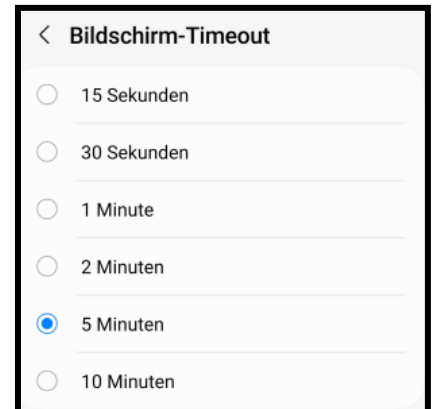 Bildschirm-Timeout
15 Sekunden
30 Sekunden
1 Minute
2 Minuten
5 Minuten
10 Minuten